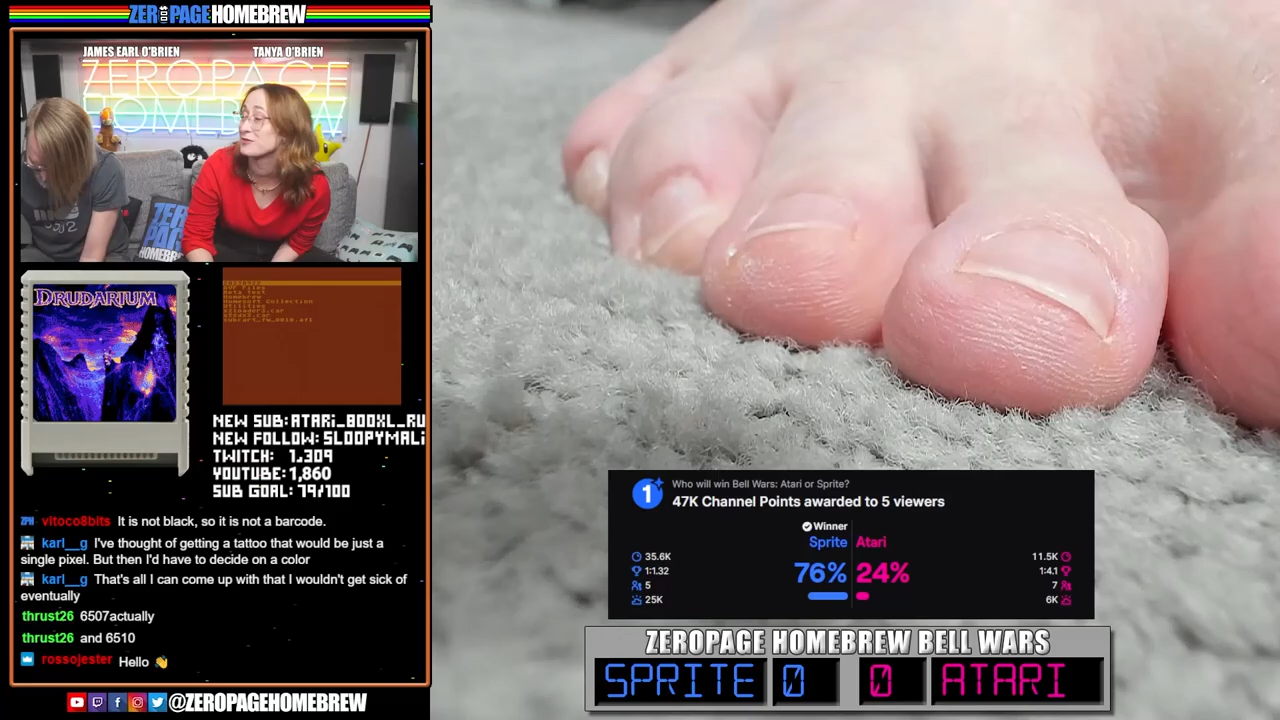 ZEROPAGE HOMEBREW
JAMES EARL O'BRIEN
TANYA O'BRIEN
ZEROPAGE
HOMEBREW
DRUDARIUM
Homebrew
Utilities
NEW SUB: ATARI_800XL_RU
NEW FOLLOW: SLOOPYMALI
TWITCH: 1,309
YOUTUBE: 1,860
SUB GOAL: 79/100
vitoco8bits It is not black, so it is not a barcode.
karl__g I've thought of getting a tattoo that would be just a
single pixel. But then I'd have to decide on a color
karl__g That's all I can come up with that I wouldn't get sick of
eventually
thrust26 6507actually
thrust26 and 6510
rossojester Hello
@ZEROPAGEHOMEBREW
1
Who will win Bell Wars: Atari or Sprite?
47K Channel Points awarded to 5 viewers
Winner
Sprite Atari
76% 24%
35.6K
1:1.32
5
25K
11.5K
1:4.1
7
6K
ZEROPAGE HOMEBREW BELL WARS
SPRITE 0 0 ATARI